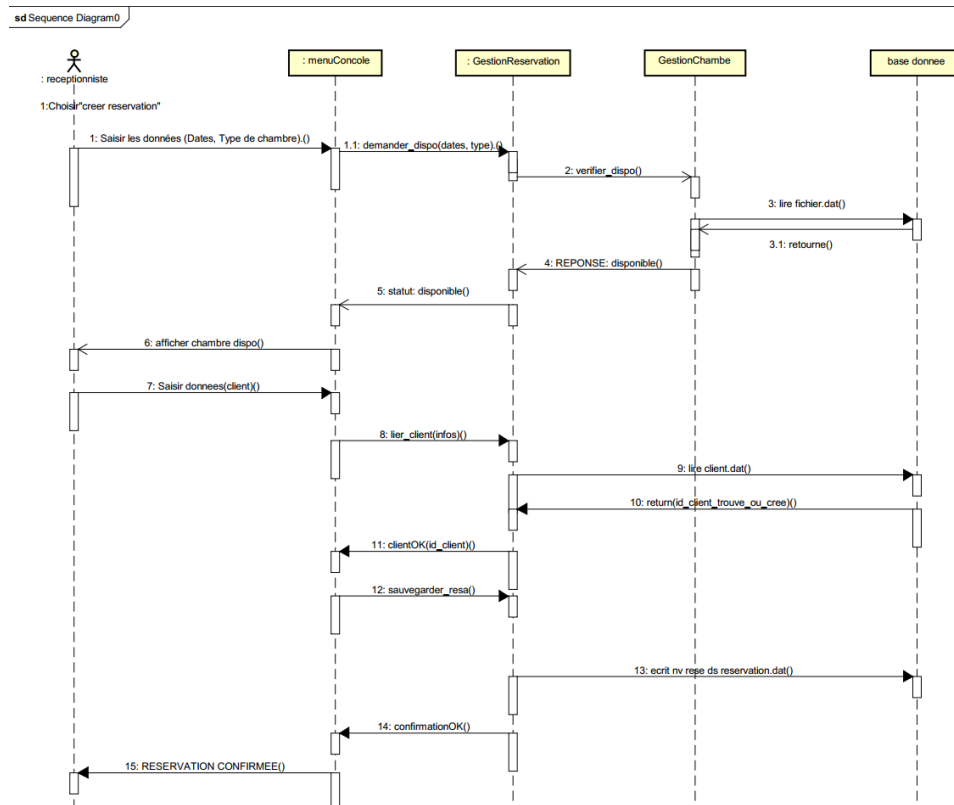 sd Sequence Diagram0
: receptionniste
: menuConcole
: GestionReservation
GestionChambe
base donnee
1:Choisir"creer reservation"
1: Saisir les données (Dates, Type de chambre).()
1.1: demander_dispo(dates, type).()
2: verifier_dispo()
3: lire fichier.dat()
3.1: retourne()
4: REPONSE: disponible()
5: statut: disponible()
6: afficher chambre dispo()
7: Saisir donnees(client)()
8: lier_client(infos)()
9: lire client.dat()
10: return(id_client_trouve_ou_cree)()
11: clientOK(id_client)()
12: sauvegarder_resa()
13: ecrit nv rese ds reservation.dat()
14: confirmationOK()
15: RESERVATION CONFIRMEE()